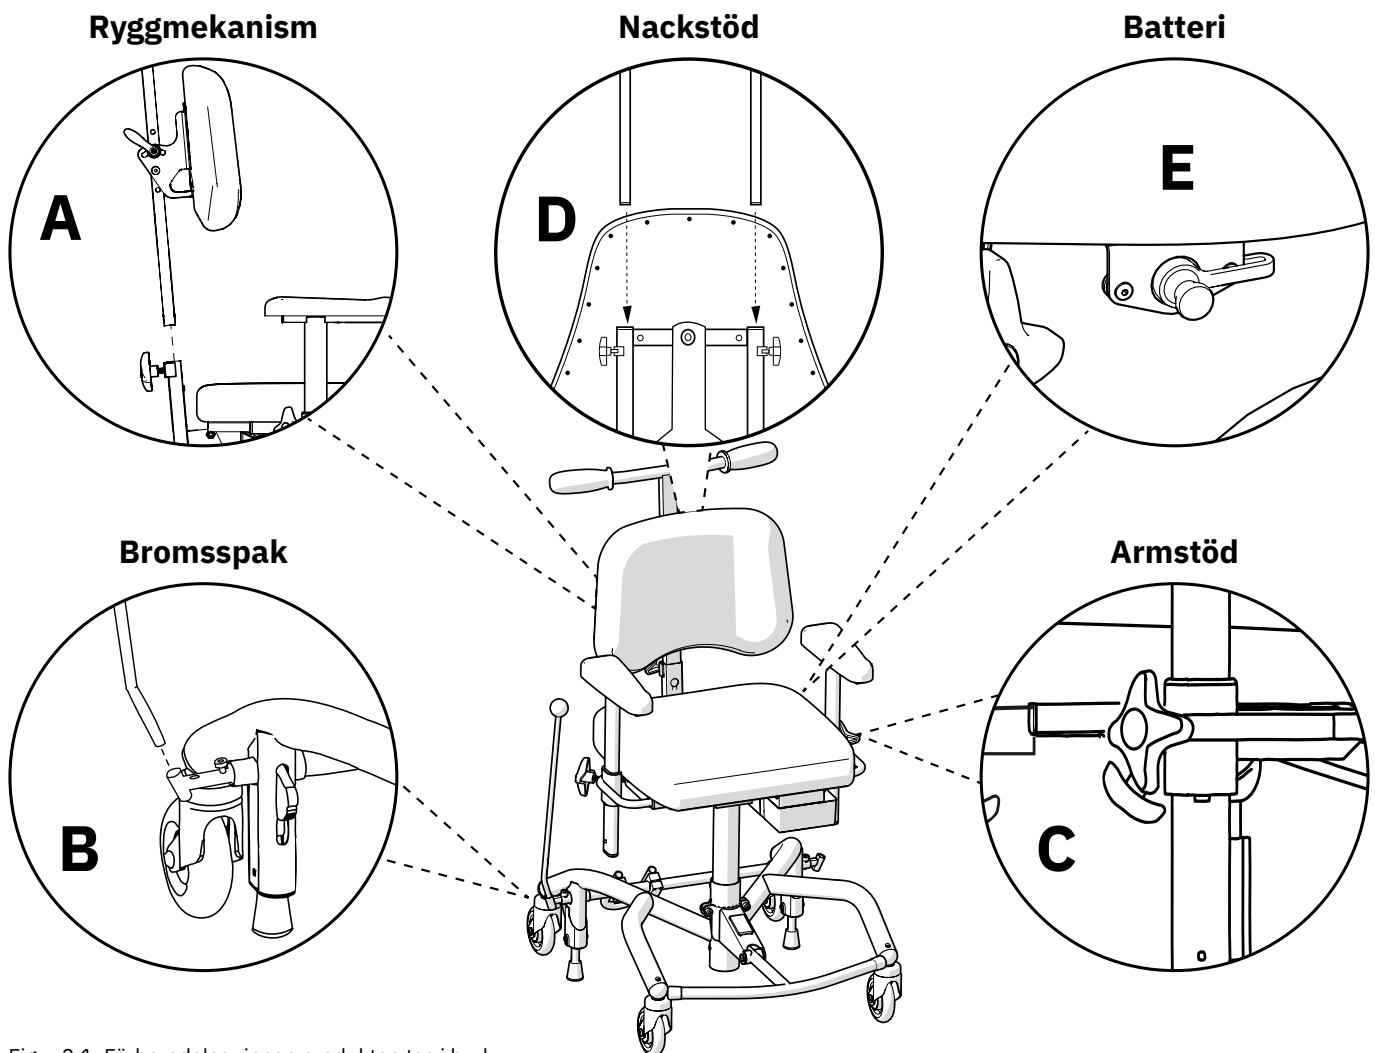 Ryggmekanism
Nackstöd
Batteri
A
D
E
Bromsspak
Armstöd
B
C